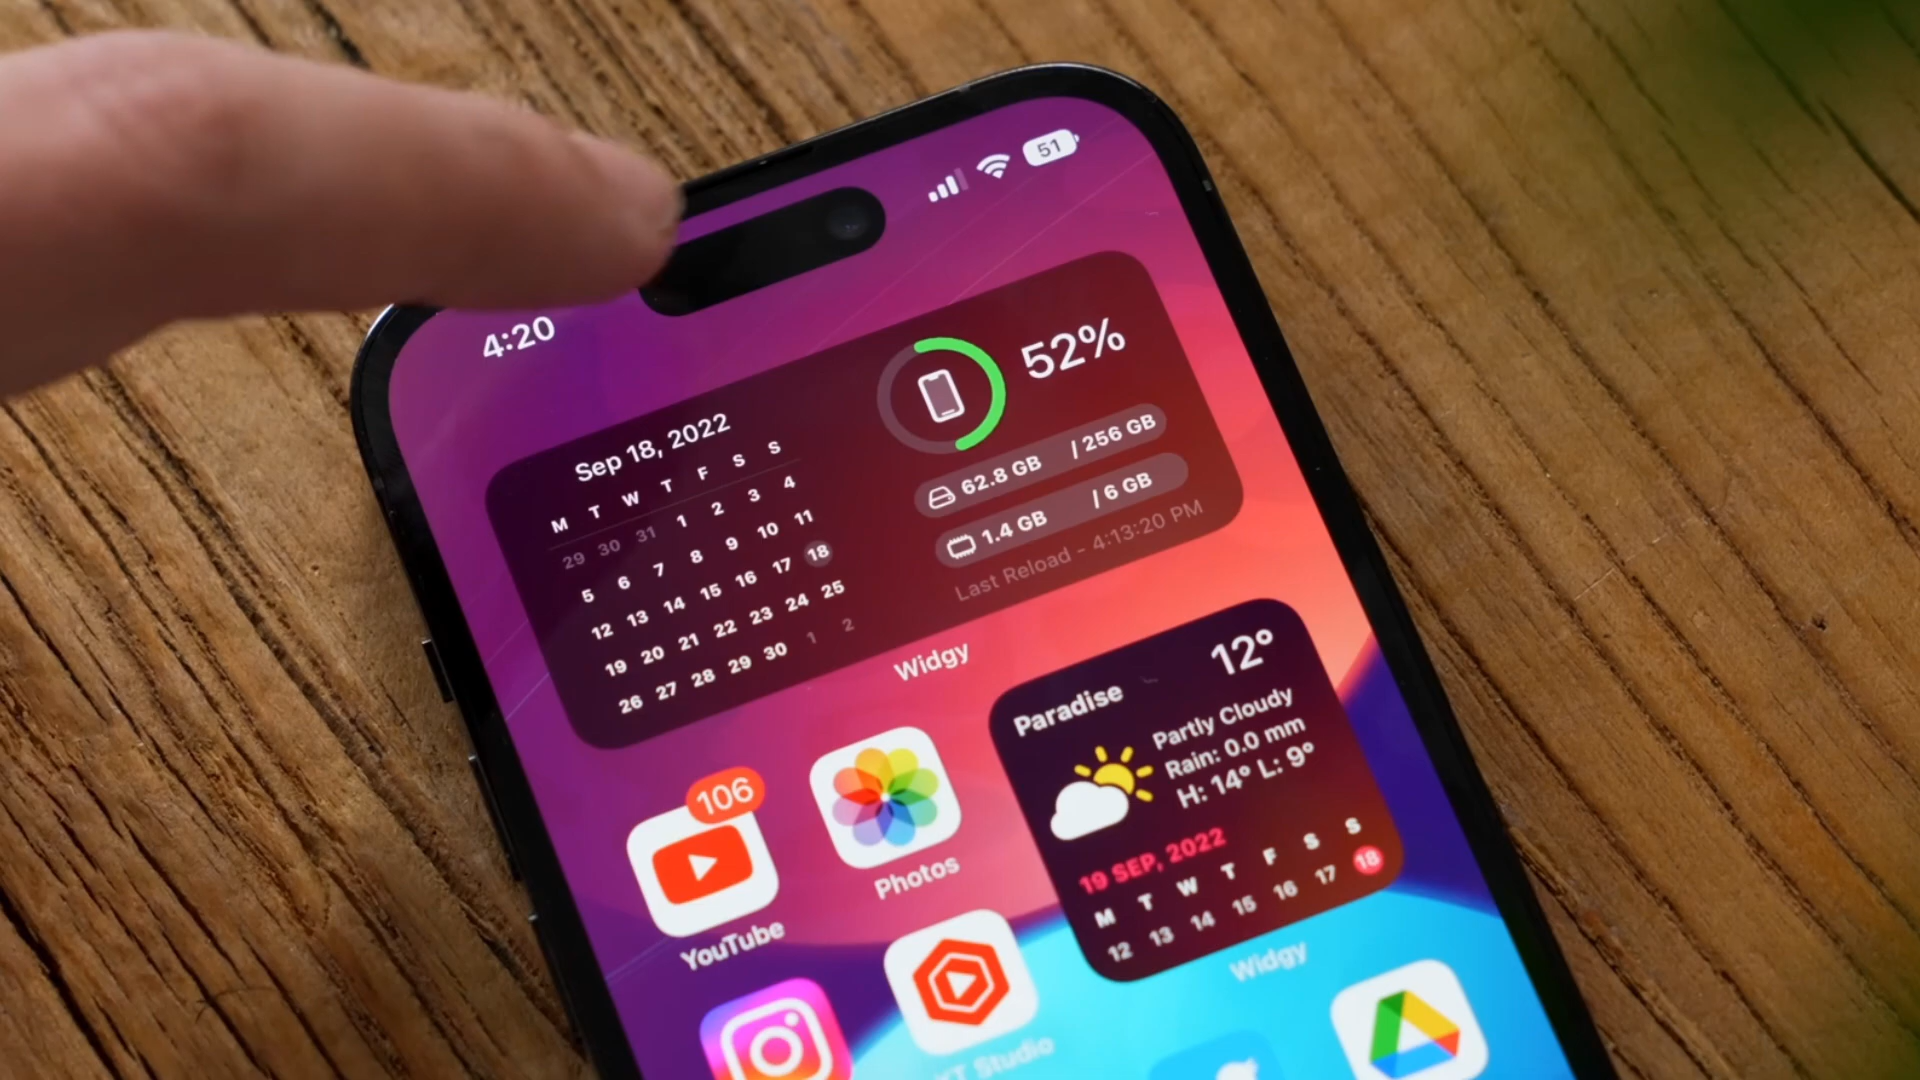 4:20
51
Sep 18, 2022
M T W T F S S
29 30 31 1 2 3 4
5 6 7 8 9 10 11
12 13 14 15 16 17 18
19 20 21 22 23 24 25
26 27 28 29 30 1 2
52%
62.8 GB / 256 GB
1.4 GB / 6 GB
Last Reload - 4:13:20 PM
Widgy
106
YouTube
Photos
Paradise
12°
Partly Cloudy
Rain: 0.0 mm
H: 14° L: 9°
19 SEP, 2022
M T W T F S S
12 13 14 15 16 17 18
Widgy
YT Studio